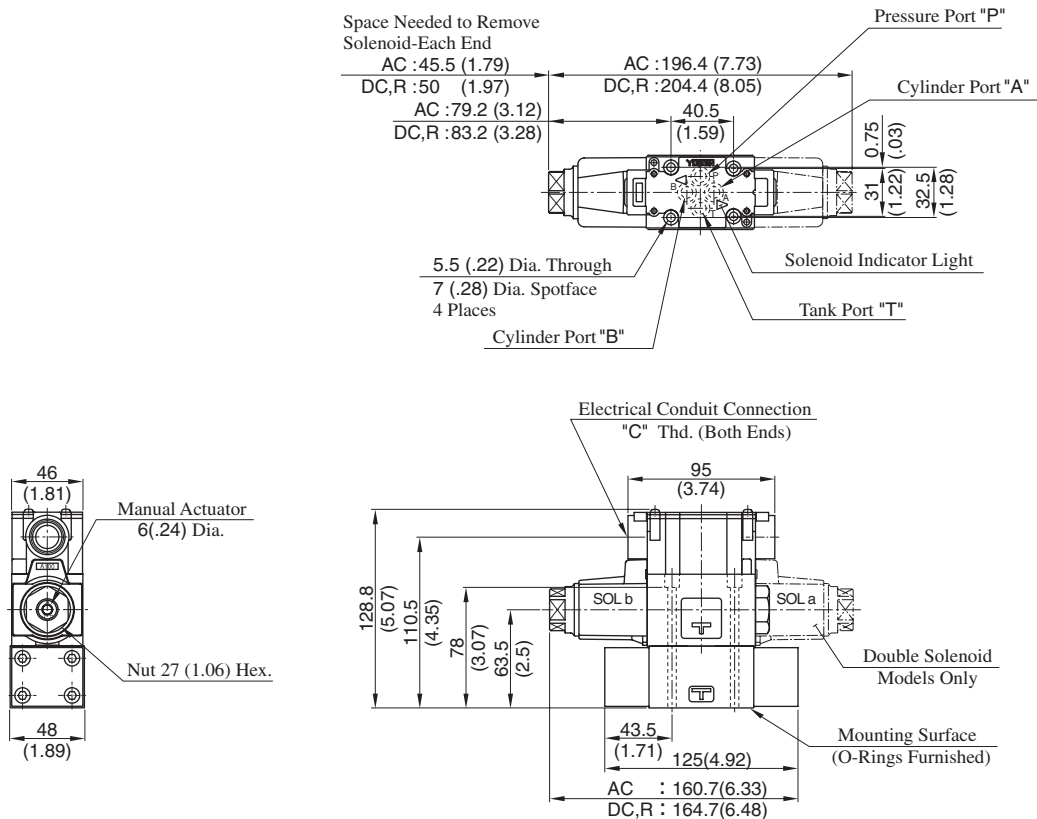 Space Needed to Remove
Solenoid-Each End
AC : 45.5 (1.79)
DC,R : 50 (1.97)
AC : 196.4 (7.73)
DC,R : 204.4 (8.05)
AC : 79.2 (3.12)
DC,R : 83.2 (3.28)
40.5
(1.59)
Pressure Port "P"
Cylinder Port "A"
0.75
(.03)
31
(1.22)
32.5
(1.28)
B
P
5.5 (.22) Dia. Through
7 (.28) Dia. Spotface
4 Places
Cylinder Port "B"
Solenoid Indicator Light
Tank Port "T"
46
(1.81)
Manual Actuator
6(.24) Dia.
Nut 27 (1.06) Hex.
48
(1.89)
Electrical Conduit Connection
"C" Thd. (Both Ends)
95
(3.74)
128.8
(5.07)
110.5
(4.35)
78
(3.07)
63.5
(2.5)
SOL b
SOL a
Double Solenoid
Models Only
Mounting Surface
(O-Rings Furnished)
43.5
(1.71)
125(4.92)
AC : 160.7(6.33)
DC,R : 164.7(6.48)